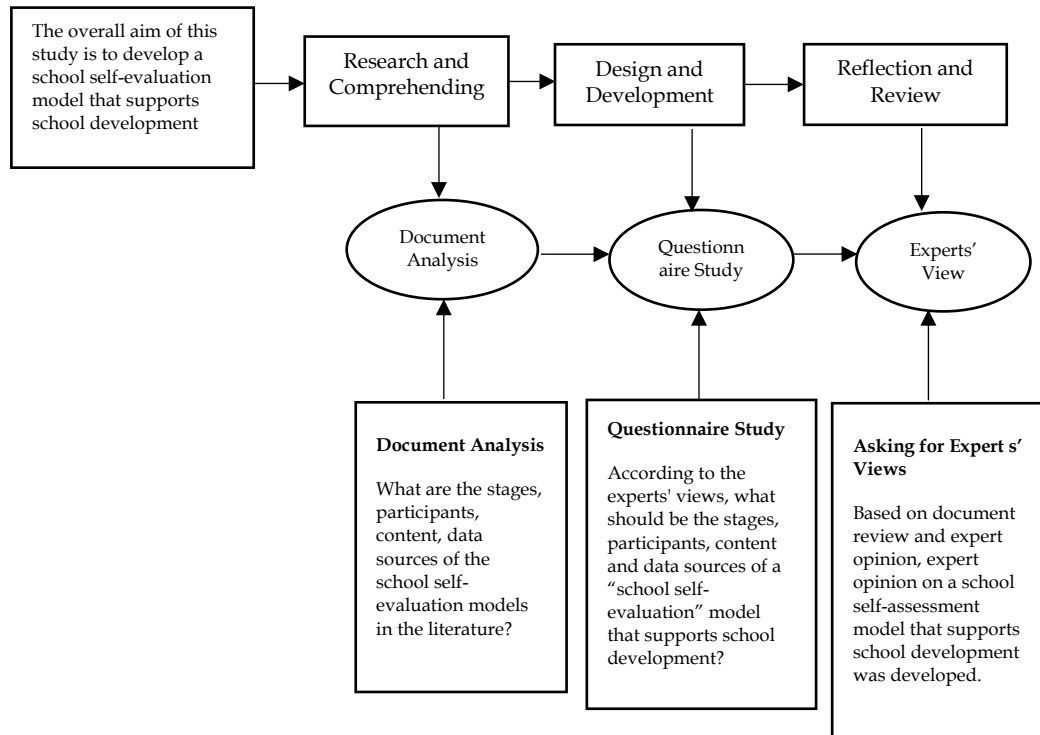 The overall aim of this
study is to develop a
school self-evaluation
model that supports
school development
Research and
Comprehending
Design and
Development
Reflection and
Review
Document
Analysis
Questionn
aire Study
Experts'
View
Document Analysis
What are the stages,
participants,
content, data
sources of the
school self-
evaluation models
in the literature?
Questionnaire Study
According to the
experts' views, what
should be the stages,
participants, content
and data sources of a
“school self-
evaluation” model
that supports school
development?
Asking for Expert s'
Views
Based on document
review and expert
opinion, expert
opinion on a school
self-assessment
model that supports
school development
was developed.